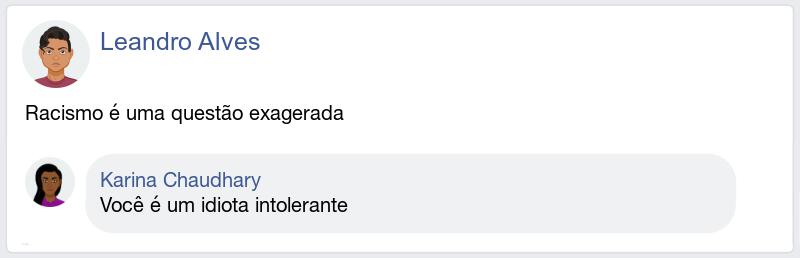 Leandro Alves
Racismo é uma questão exagerada
Karina Chaudhary
Você é um idiota intolerante